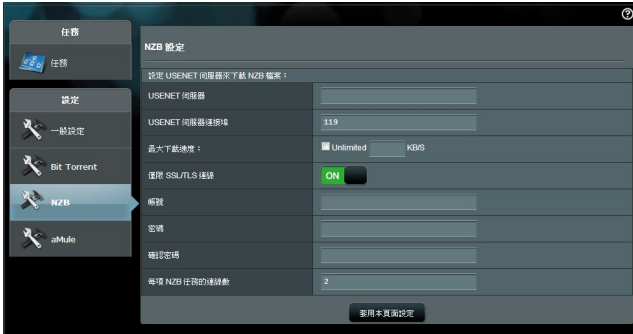 任務
任務
設定
一般設定
Bit Torrent
NZB
aMule
NZB 設定
設定 USENET 伺服器來下載 NZB 檔案：
USENET 伺服器
USENET 伺服器連接埠 119
最大下載速度： Unlimited KB/S
僅限 SSL/TLS 連線 ON
帳號
密碼
確認密碼
每項 NZB 任務的連線數 2
套用本頁面設定